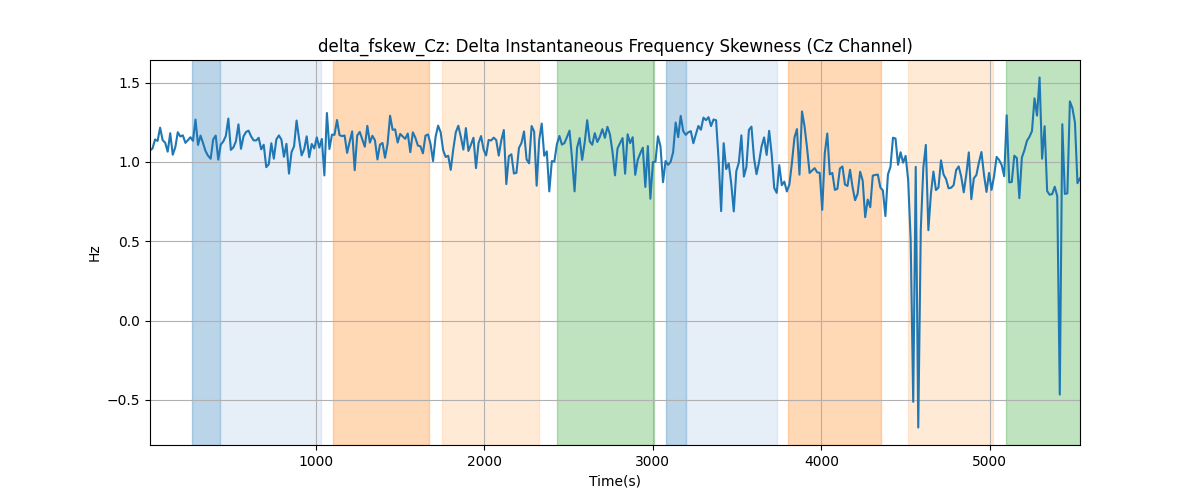 delta_fskew_Cz: Delta Instantaneous Frequency Skewness (Cz Channel)
1.5
1.0
0.5
0.0
−0.5
Hz
1000 2000 3000 4000 5000
Time(s)